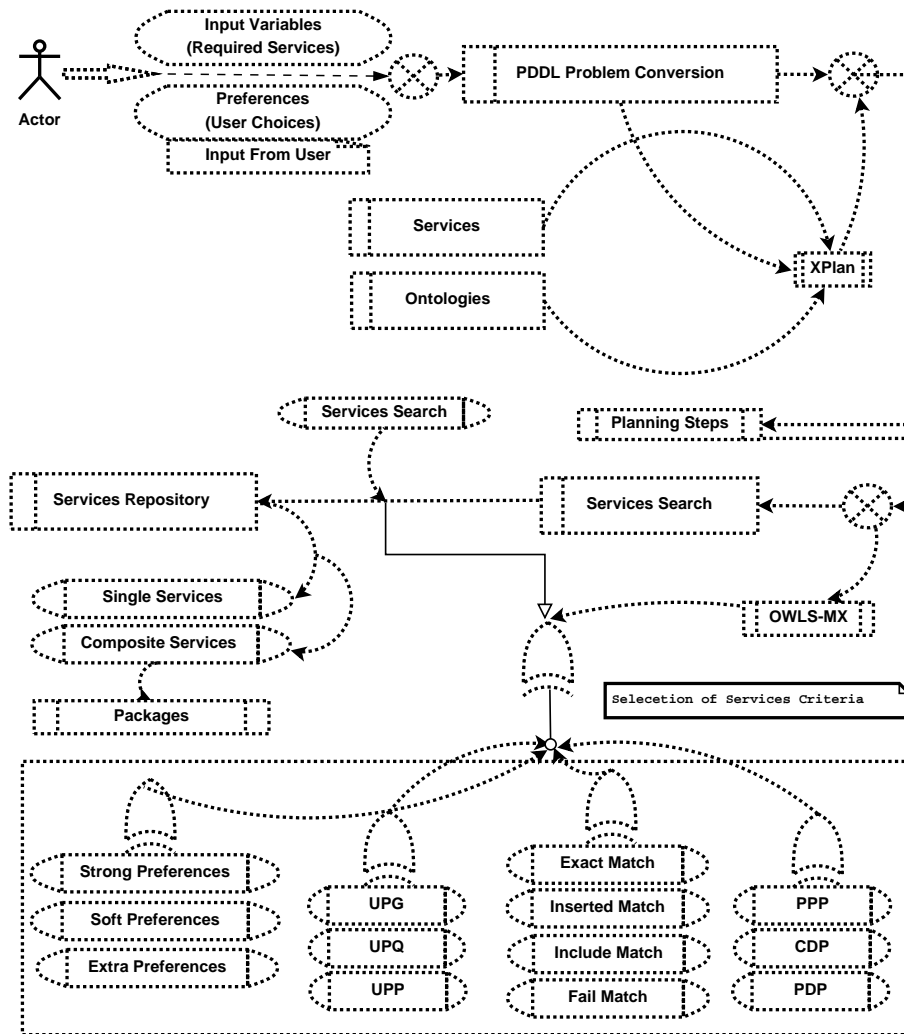 Input Variables
(Required Services)
PDDL Problem Conversion
Actor
Preferences
(User Choices)
Input From User
Services
XPlan
Ontologies
Services Search
Planning Steps
Services Repository
Services Search
Single Services
Composite Services
OWLS-MX
Packages
Selecetion of Services Criteria
Strong Preferences
Soft Preferences
Extra Preferences
UPG
UPQ
UPP
Exact Match
Inserted Match
Include Match
Fail Match
PPP
CDP
PDP